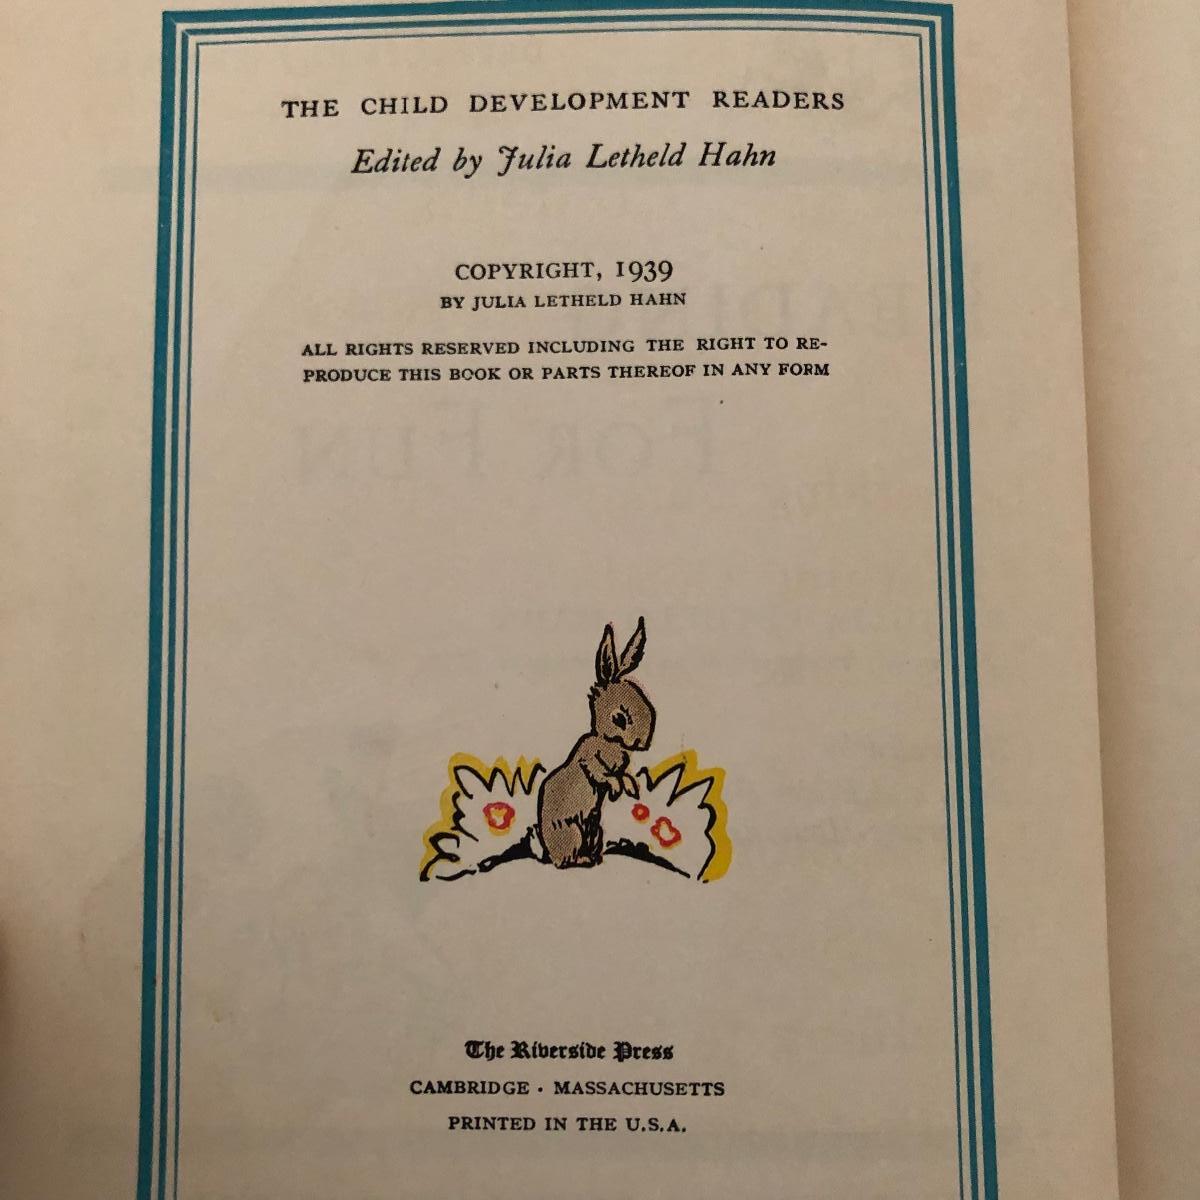 THE CHILD DEVELOPMENT READERS
Edited by Julia Letheld Hahn
COPYRIGHT, 1939
BY JULIA LETHELD HAHN
ALL RIGHTS RESERVED INCLUDING THE RIGHT TO RE-
PRODUCE THIS BOOK OR PARTS THEREOF IN ANY FORM
FOR FUN
The Riverside Press
CAMBRIDGE · MASSACHUSETTS
PRINTED IN THE U.S.A.